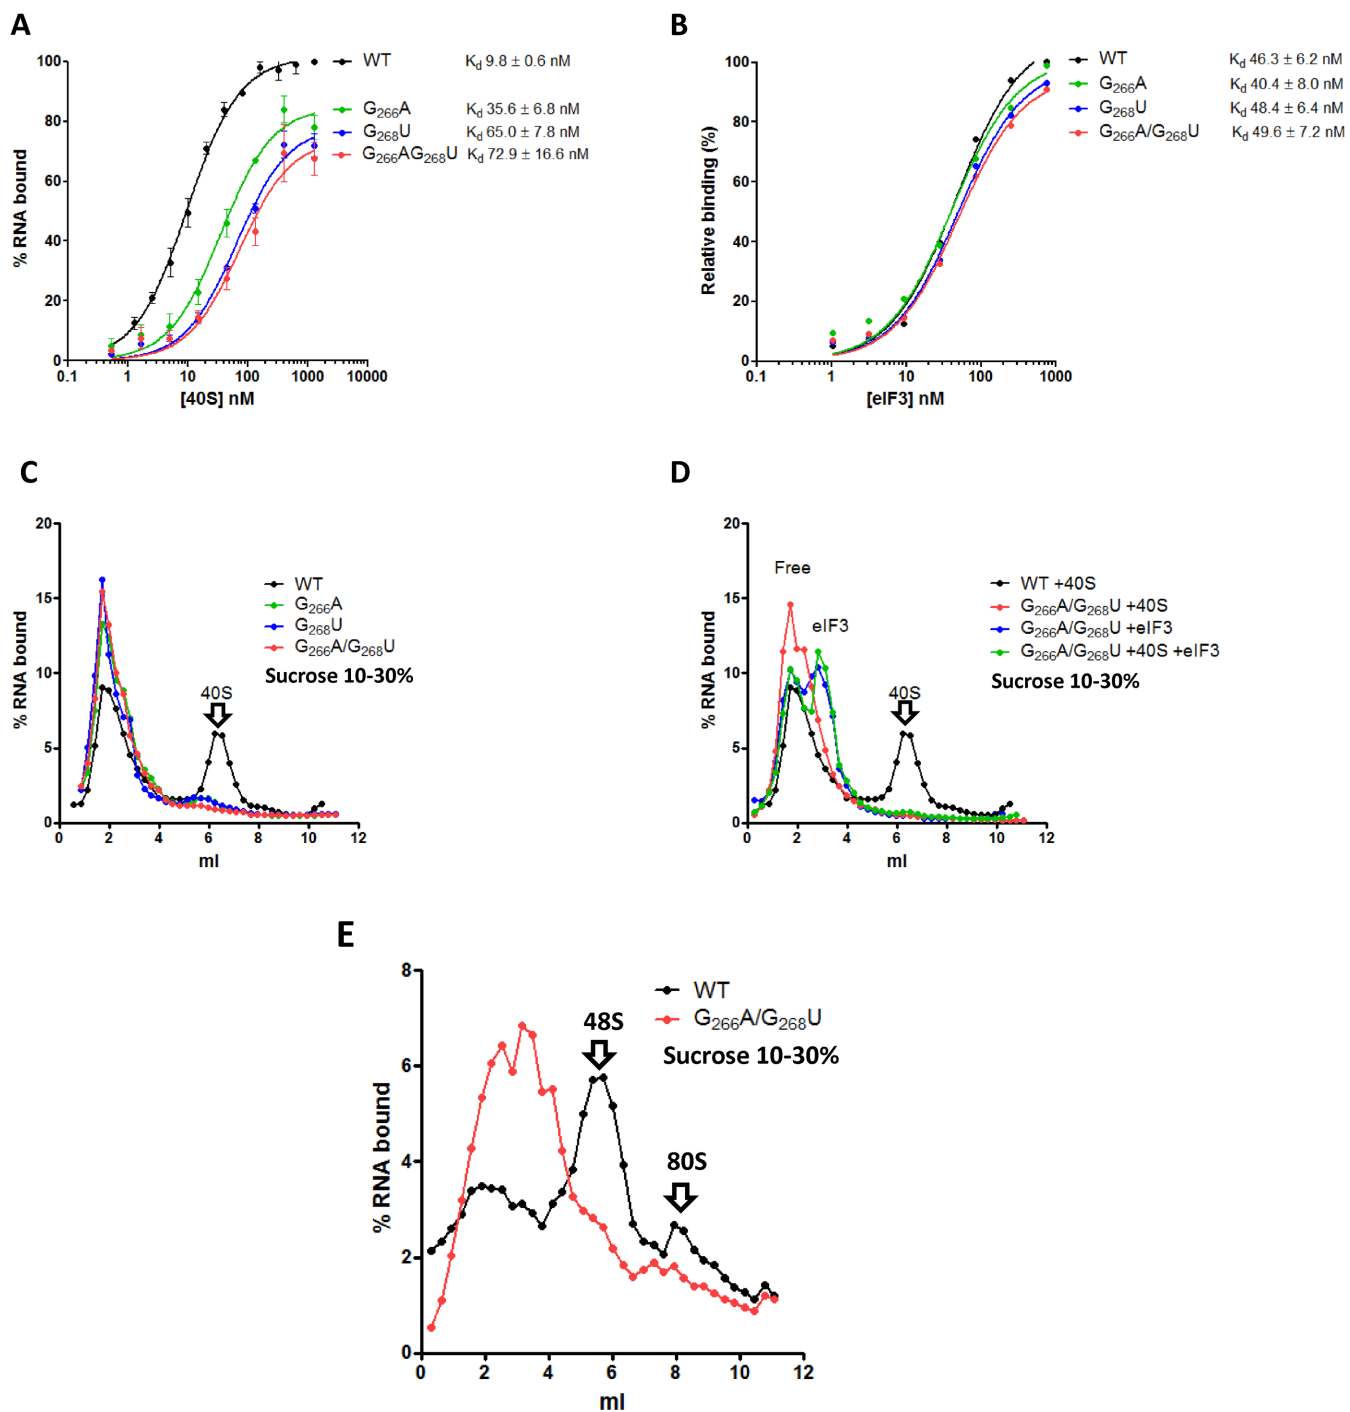 A
100
80
60
40
20
0
0.1 1 10 100 1000 10000
% RNA bound
[40S] nM
WT Kd 9.8 ± 0.6 nM
G266A Kd 35.6 ± 6.8 nM
G268U Kd 65.0 ± 7.8 nM
G266AG268U Kd 72.9 ± 16.6 nM
B
100
80
60
40
20
0
0.1 1 10 100 1000
Relative binding (%)
[eIF3] nM
WT Kd 46.3 ± 6.2 nM
G266A Kd 40.4 ± 8.0 nM
G268U Kd 48.4 ± 6.4 nM
G266A/G268U Kd 49.6 ± 7.2 nM
C
20
15
10
5
0
0 2 4 6 8 10 12
% RNA bound
ml
WT
G266A
G268U
G266A/G268U
Sucrose 10-30%
40S
D
20
15
10
5
0
0 2 4 6 8 10 12
% RNA bound
ml
Free
eIF3
WT +40S
G266A/G268U +40S
G266A/G268U +eIF3
G266A/G268U +40S +eIF3
Sucrose 10-30%
40S
E
8
6
4
2
0
0 2 4 6 8 10 12
% RNA bound
ml
WT
G266A/G268U
Sucrose 10-30%
48S
80S